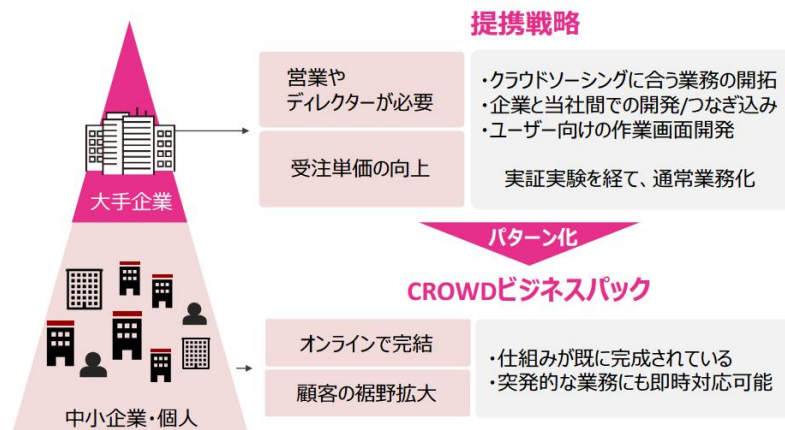 提携戦略
大手企業
営業や
ディレクターが必要
受注単価の向上
・クラウドソーシングに合う業務の開拓
・企業と当社間での開発/つなぎ込み
・ユーザー向けの作業画面開発
実証実験を経て、通常業務化
パターン化
CROWDビジネスパック
中小企業・個人
オンラインで完結
顧客の裾野拡大
・仕組みが既に完成されている
・突発的な業務にも即時対応可能